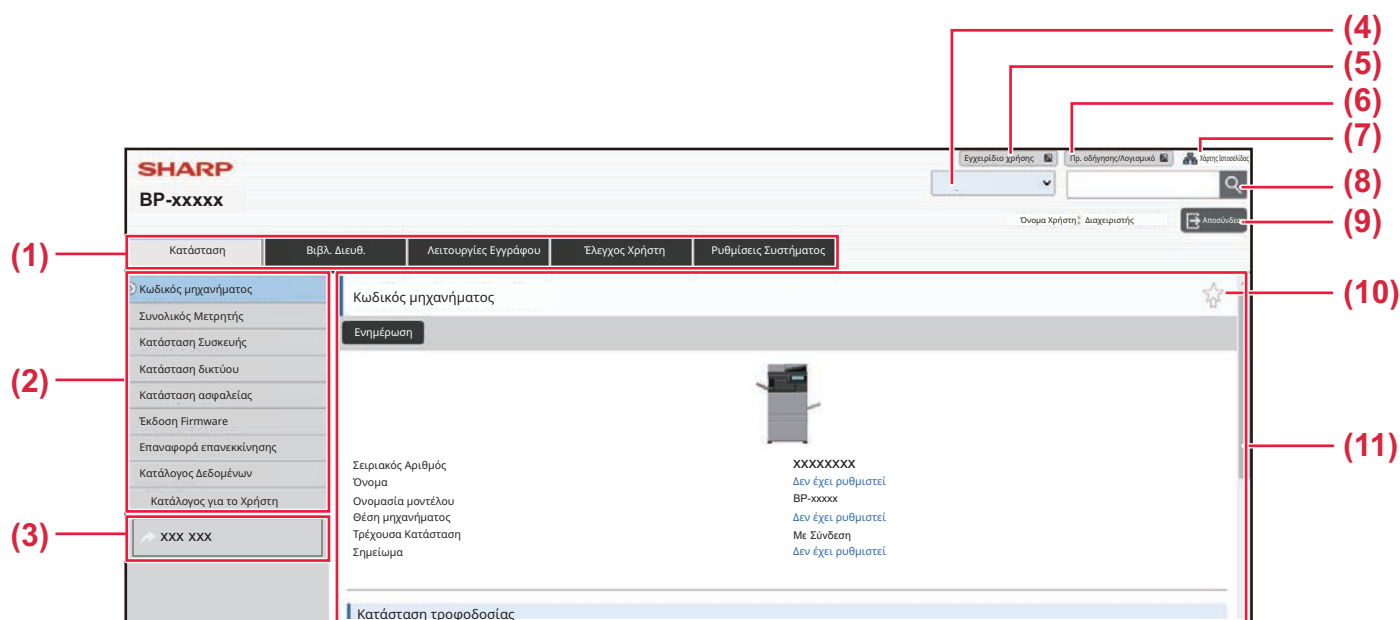 (4)
(5)
(6)
(7)
Εγχειρίδιο χρήσης Πρ. οδήγησης/Λογισμικό Χάρτης Ιστοσελίδας
SHARP
(8)
BP-xxxxx
Όνομα Χρήστη: Διαχειριστής Αποσύνδεση
(9)
(1)
Κατάσταση Βιβλ. Διευθ. Λειτουργίες Εγγράφου Έλεγχος Χρήστη Ρυθμίσεις Συστήματος
Κωδικός μηχανήματος
Συνολικός Μετρητής
Κατάσταση Συσκευής
Κατάσταση δικτύου
(2)
Κατάσταση ασφαλείας
Έκδοση Firmware
Επαναφορά επανεκκίνησης
Κατάλογος Δεδομένων
Κατάλογος για το Χρήστη
(3)
XXX XXX
Κωδικός μηχανήματος
(10)
Ενημέρωση
(11)
Σειριακός Αριθμός XXXXXXXX
Όνομα Δεν έχει ρυθμιστεί
Ονομασία μοντέλου BP-xxxxx
Θέση μηχανήματος Δεν έχει ρυθμιστεί
Τρέχουσα Κατάσταση Με Σύνδεση
Σημείωμα Δεν έχει ρυθμιστεί
Κατάσταση τροφοδοσίας